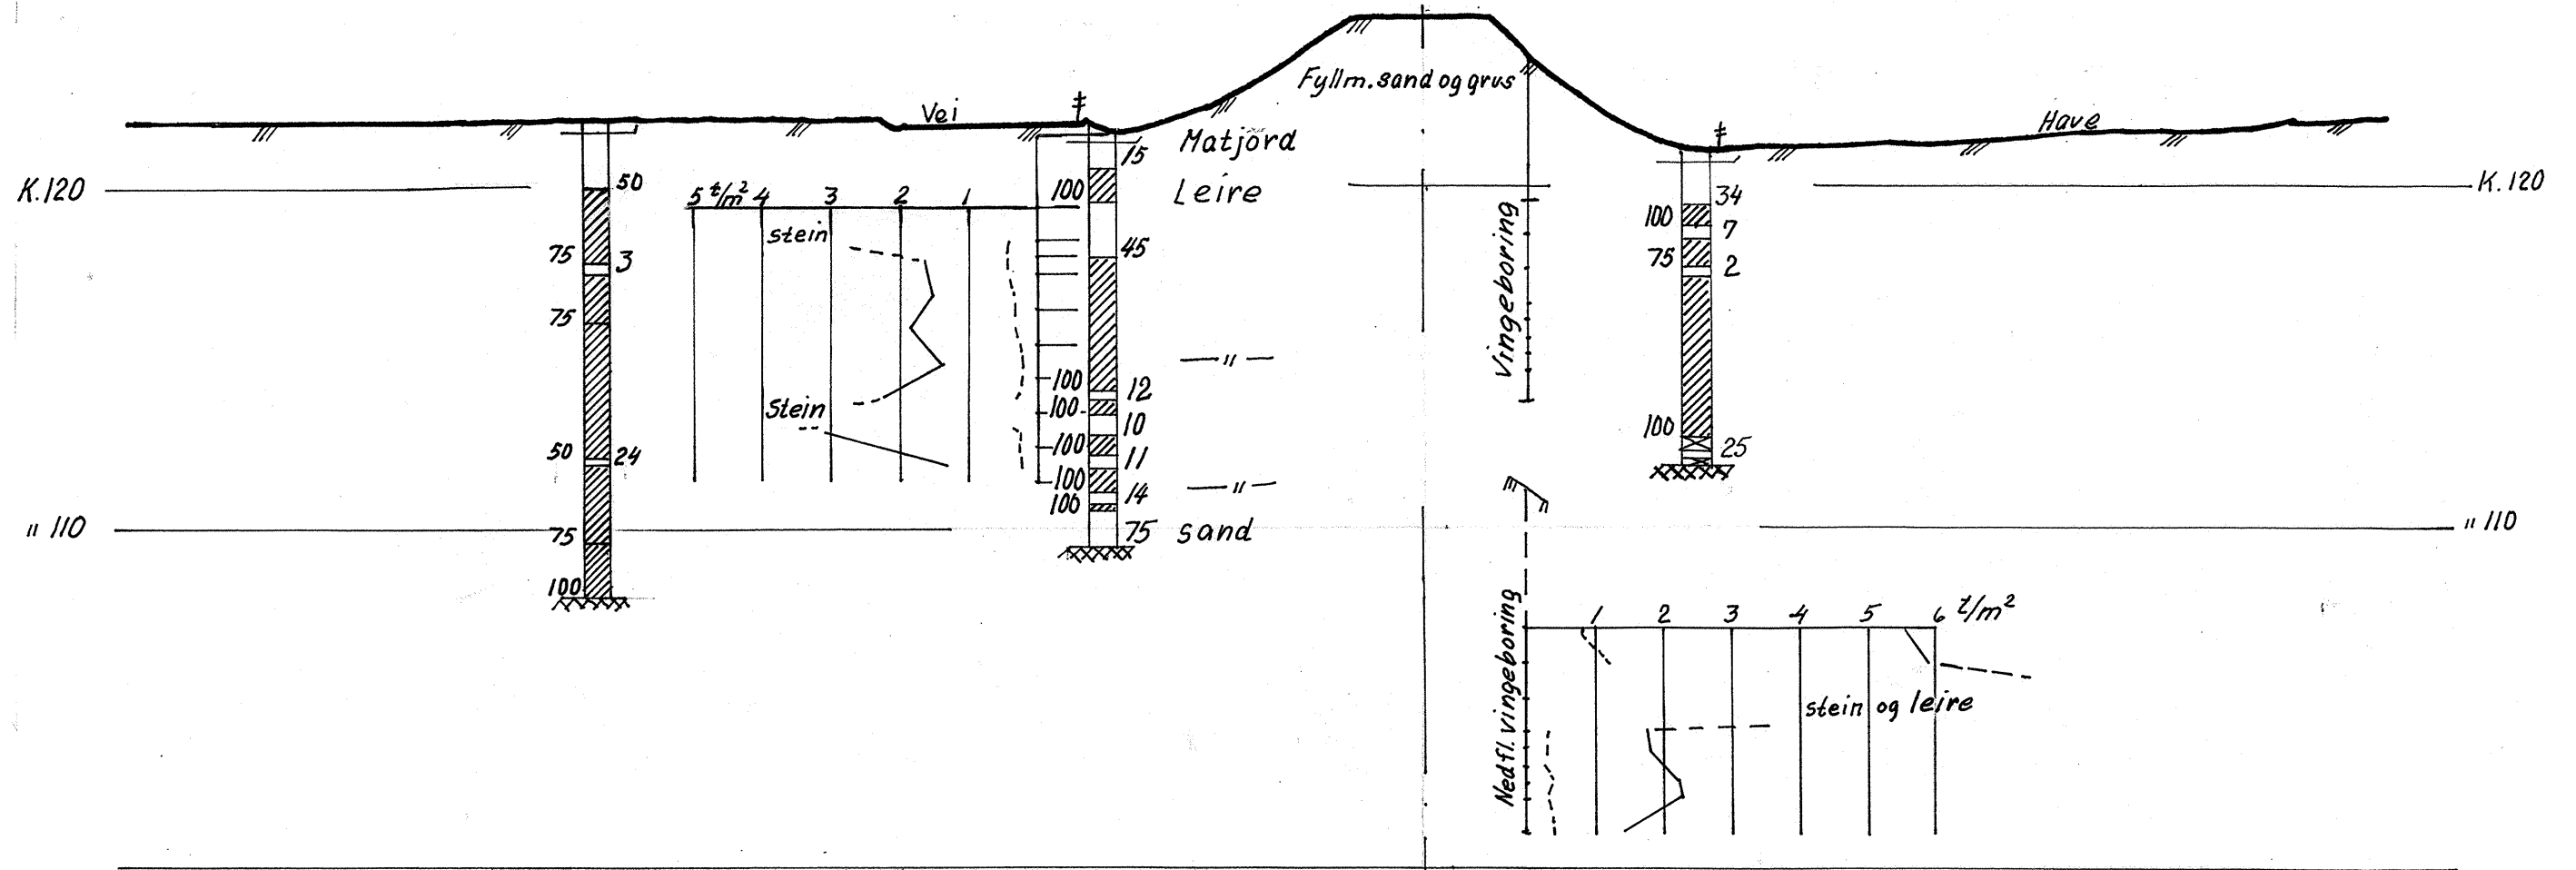 Fyllm. sand og grus
Vei
Have
Matjord
15
K.120
50
5 t/m² 4 3 2 1
100
Leire
34
K.120
stein
100
7
75
3
45
75
2
Vingeboring
75
— " —
100
12
Stein
100
10
100
50
24
100
11
25
100
— " —
14
100
" 110
75
75
sand
" 110
100
Nedfl. vingeboring
1 2 3 4 5 6 t/m²
stein og leire